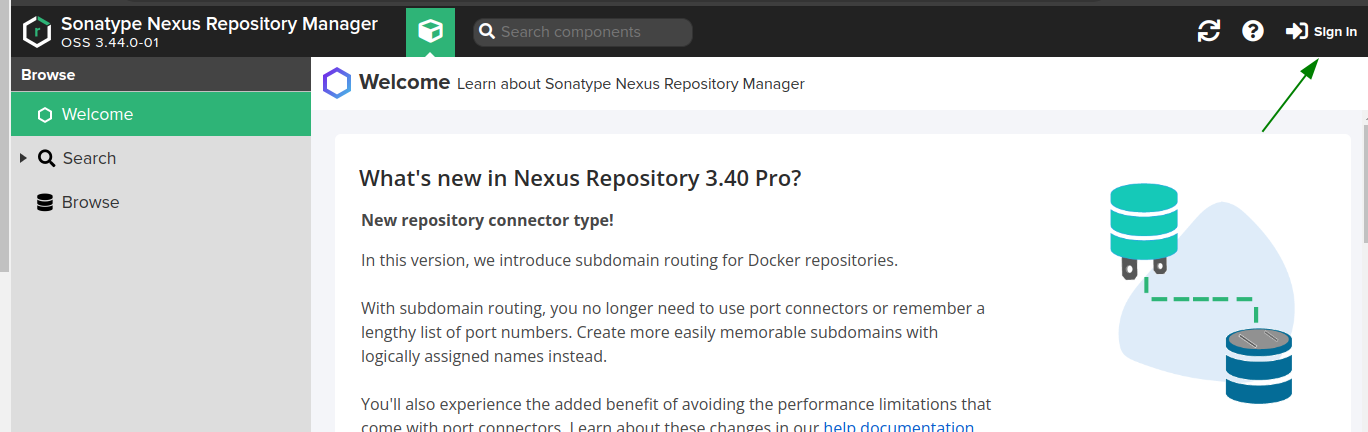 Sonatype Nexus Repository Manager
OSS 3.44.0-01
Search components
Sign In
Browse
Welcome
Search
Browse
Welcome Learn about Sonatype Nexus Repository Manager
What's new in Nexus Repository 3.40 Pro?
New repository connector type!
In this version, we introduce subdomain routing for Docker repositories.
With subdomain routing, you no longer need to use port connectors or remember a
lengthy list of port numbers. Create more easily memorable subdomains with
logically assigned names instead.
You'll also experience the added benefit of avoiding the performance limitations that
come with port connectors. Learn about these changes in our help documentation